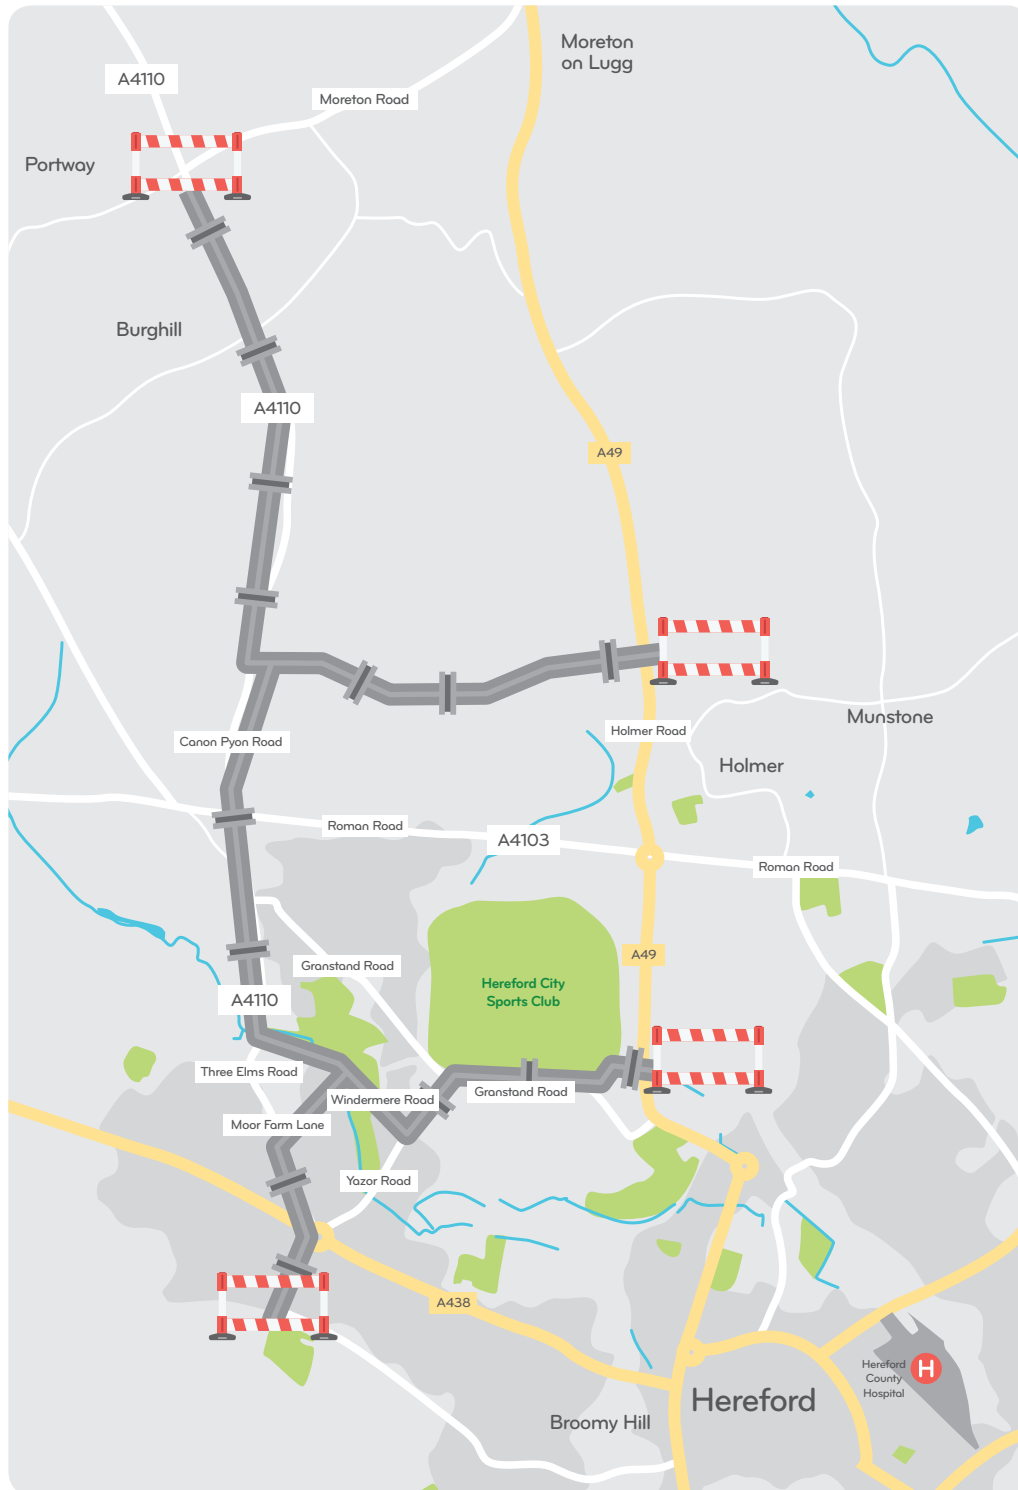 Moreton
on Lugg
A4110
Moreton Road
Portway
Burghill
A4110
A49
Munstone
Holmer Road
Canon Pyon Road
Holmer
Roman Road
A4103
Roman Road
A49
Granstand Road
Hereford City
Sports Club
A4110
Three Elms Road
Granstand Road
Windermere Road
Moor Farm Lane
Yazor Road
A438
Hereford
County
Hospital
H
Hereford
Broomy Hill